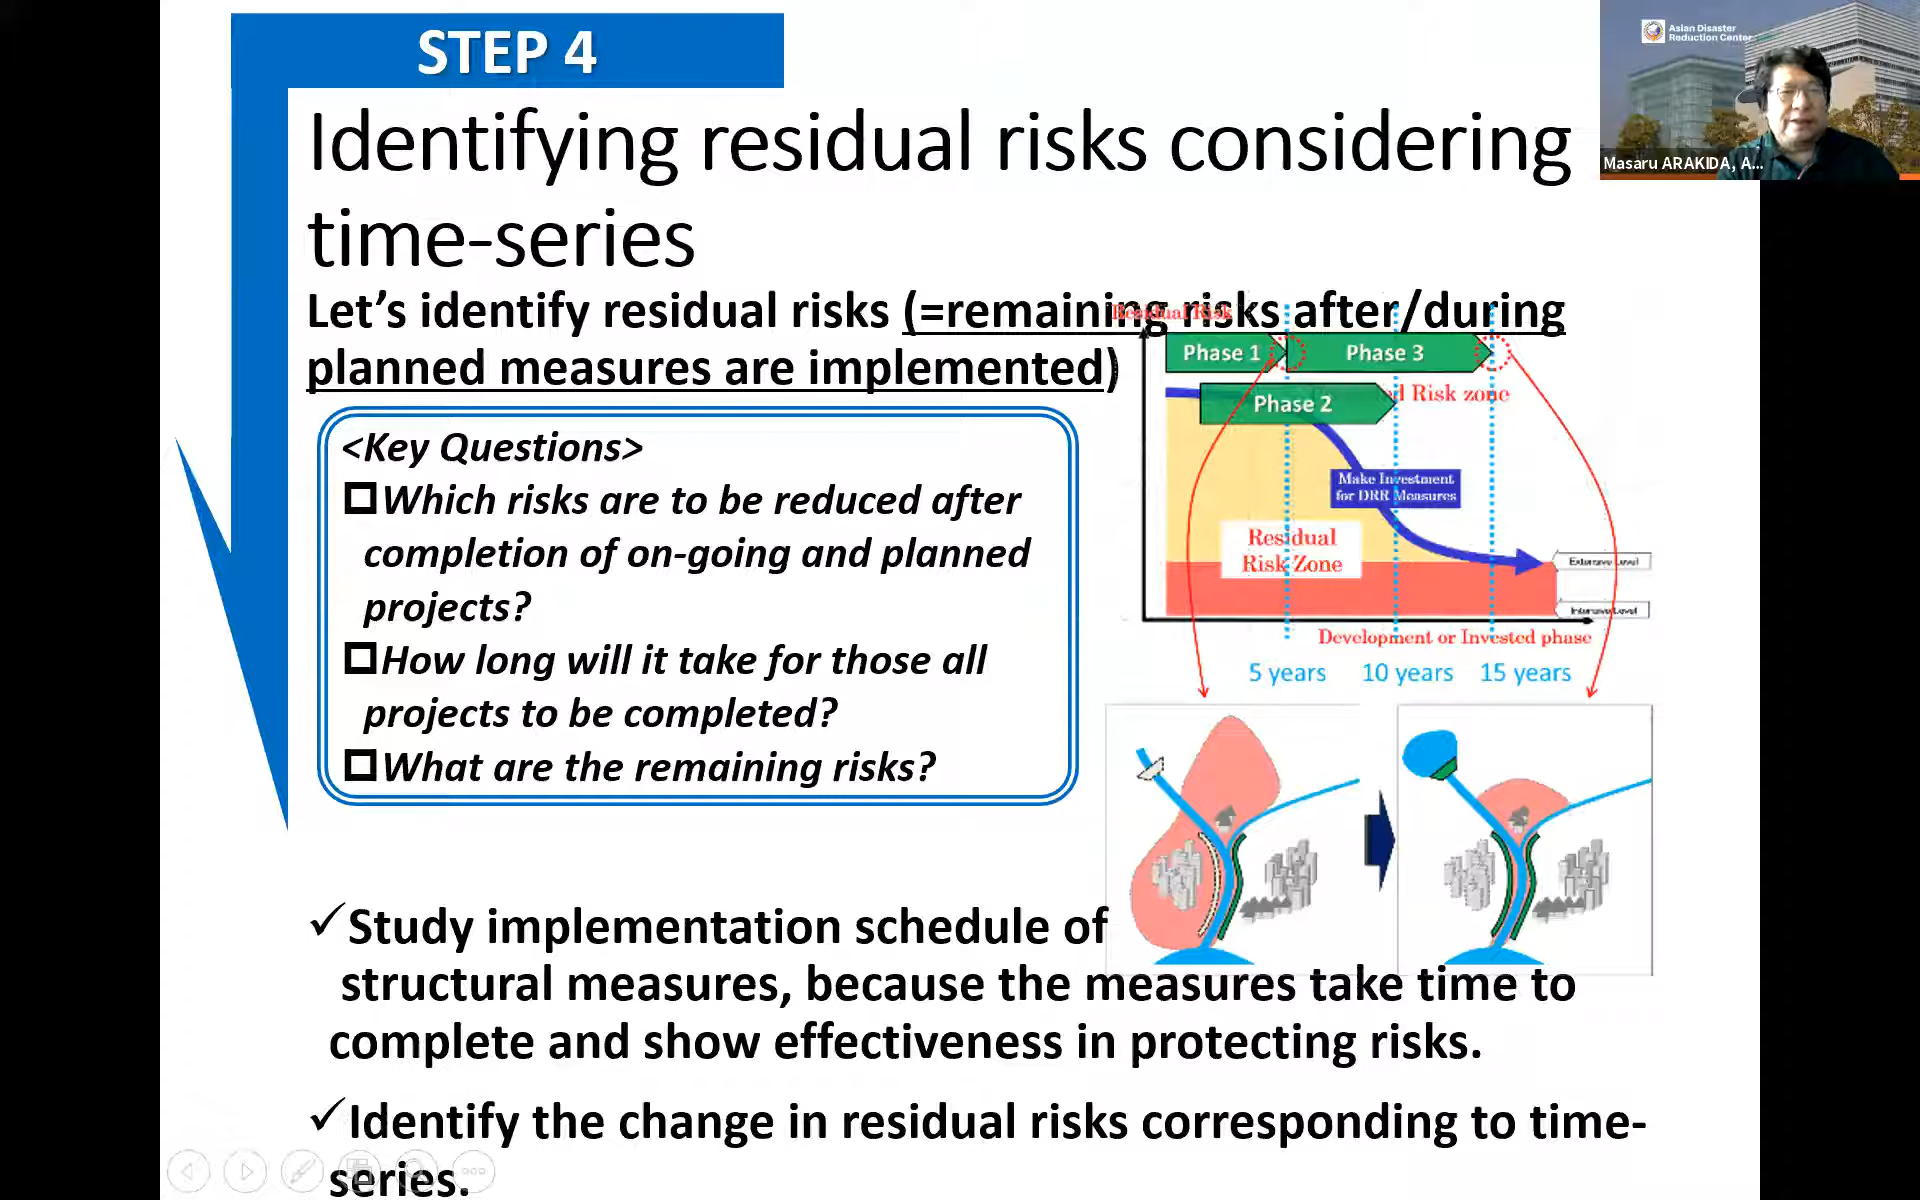 STEP 4
Asian Disaster
Reduction Center
Masaru ARAKIDA, A...
Identifying residual risks considering
time-series
Let's identify residual risks (=remaining risks after/during
planned measures are implemented)
<Key Questions>
Which risks are to be reduced after
completion of on-going and planned
projects?
How long will it take for those all
projects to be completed?
What are the remaining risks?
Residual Risk
Phase 1
Phase 3
Phase 2
Risk zone
Make Investment
for DRR Measures
Residual
Risk Zone
Extensive Level
Intensive Level
Development or Invested phase
5 years
10 years
15 years
✓Study implementation schedule of
structural measures, because the measures take time to
complete and show effectiveness in protecting risks.
✓Identify the change in residual risks corresponding to time-
series.